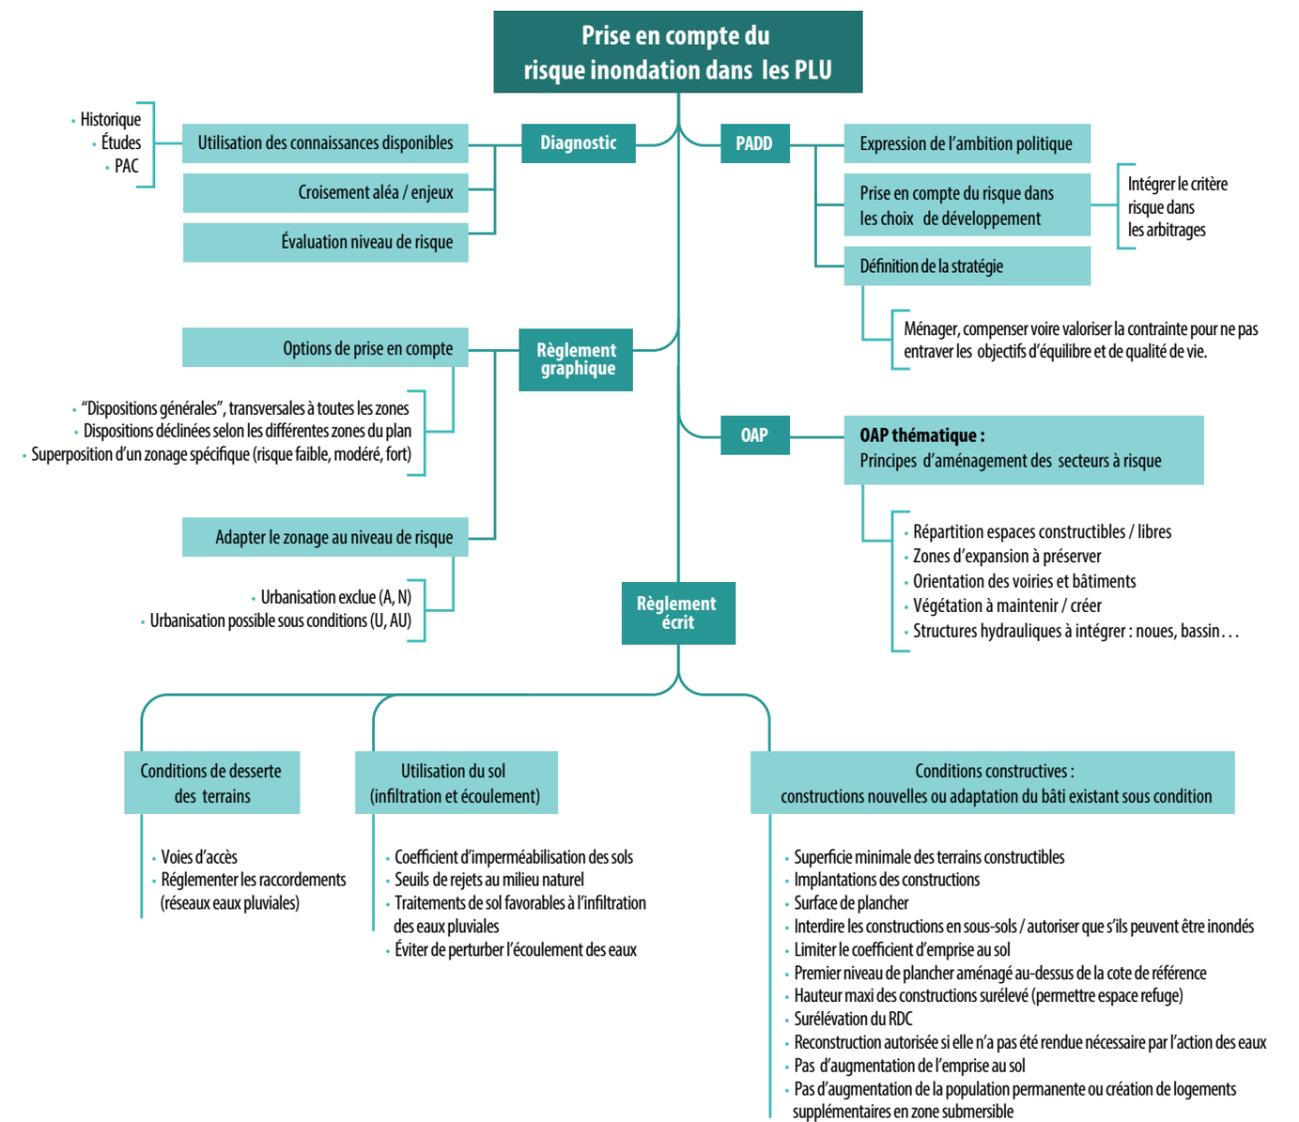 Prise en compte du
risque inondation dans les PLU
Diagnostic
Utilisation des connaissances disponibles
• Historique
• Études
• PAC
Croisement aléa / enjeux
Évaluation niveau de risque
PADD
Expression de l'ambition politique
Prise en compte du risque dans
les choix de développement
Intégrer le critère
risque dans
les arbitrages
Définition de la stratégie
Ménager, compenser voire valoriser la contrainte pour ne pas
entraver les objectifs d'équilibre et de qualité de vie.
Règlement
graphique
Options de prise en compte
• “Dispositions générales”, transversales à toutes les zones
• Dispositions déclinées selon les différentes zones du plan
• Superposition d'un zonage spécifique (risque faible, modéré, fort)
Adapter le zonage au niveau de risque
• Urbanisation exclue (A, N)
• Urbanisation possible sous conditions (U, AU)
OAP
OAP thématique :
Principes d'aménagement des secteurs à risque
• Répartition espaces constructibles / libres
• Zones d'expansion à préserver
• Orientation des voiries et bâtiments
• Végétation à maintenir / créer
• Structures hydrauliques à intégrer : noues, bassin…
Règlement
écrit
Conditions de desserte
des terrains
• Voies d'accès
• Réglementer les raccordements
(réseaux eaux pluviales)
Utilisation du sol
(infiltration et écoulement)
• Coefficient d'imperméabilisation des sols
• Seuils de rejets au milieu naturel
• Traitements de sol favorables à l'infiltration
des eaux pluviales
• Éviter de perturber l'écoulement des eaux
Conditions constructives :
constructions nouvelles ou adaptation du bâti existant sous condition
• Superficie minimale des terrains constructibles
• Implantations des constructions
• Surface de plancher
• Interdire les constructions en sous-sols / autoriser que s'ils peuvent être inondés
• Limiter le coefficient d'emprise au sol
• Premier niveau de plancher aménagé au-dessus de la cote de référence
• Hauteur maxi des constructions surélevé (permettre espace refuge)
• Surélévation du RDC
• Reconstruction autorisée si elle n'a pas été rendue nécessaire par l'action des eaux
• Pas d'augmentation de l'emprise au sol
• Pas d'augmentation de la population permanente ou création de logements
supplémentaires en zone submersible